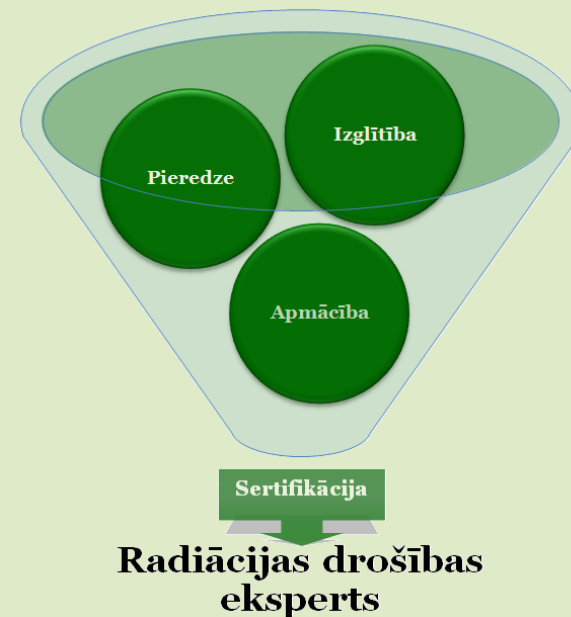 Izglītība
Pieredze
Apmācība
Sertifikācija
Radiācijas drošības
eksperts